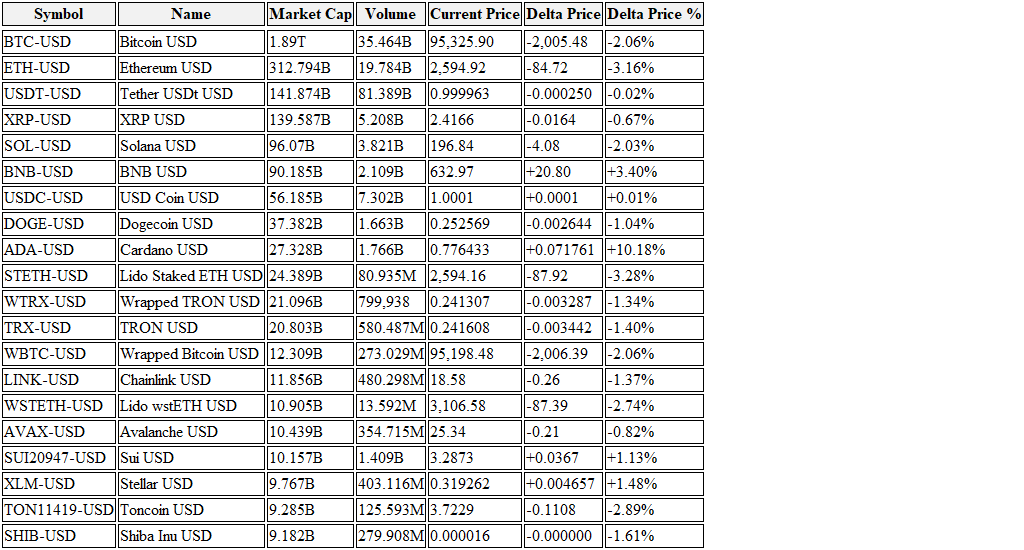 Symbol Name Market Cap Volume Current Price Delta Price Delta Price %
BTC-USD Bitcoin USD 1.89T 35.464B 95,325.90 -2,005.48 -2.06%
ETH-USD Ethereum USD 312.794B 19.784B 2,594.92 -84.72 -3.16%
USDT-USD Tether USDt USD 141.874B 81.389B 0.999963 -0.000250 -0.02%
XRP-USD XRP USD 139.587B 5.208B 2.4166 -0.0164 -0.67%
SOL-USD Solana USD 96.07B 3.821B 196.84 -4.08 -2.03%
BNB-USD BNB USD 90.185B 2.109B 632.97 +20.80 +3.40%
USDC-USD USD Coin USD 56.185B 7.302B 1.0001 +0.0001 +0.01%
DOGE-USD Dogecoin USD 37.382B 1.663B 0.252569 -0.002644 -1.04%
ADA-USD Cardano USD 27.328B 1.766B 0.776433 +0.071761 +10.18%
STETH-USD Lido Staked ETH USD 24.389B 80.935M 2,594.16 -87.92 -3.28%
WTRX-USD Wrapped TRON USD 21.096B 799,938 0.241307 -0.003287 -1.34%
TRX-USD TRON USD 20.803B 580.487M 0.241608 -0.003442 -1.40%
WBTC-USD Wrapped Bitcoin USD 12.309B 273.029M 95,198.48 -2,006.39 -2.06%
LINK-USD Chainlink USD 11.856B 480.298M 18.58 -0.26 -1.37%
WSTETH-USD Lido wstETH USD 10.905B 13.592M 3,106.58 -87.39 -2.74%
AVAX-USD Avalanche USD 10.439B 354.715M 25.34 -0.21 -0.82%
SUI20947-USD Sui USD 10.157B 1.409B 3.2873 +0.0367 +1.13%
XLM-USD Stellar USD 9.767B 403.116M 0.319262 +0.004657 +1.48%
TON11419-USD Toncoin USD 9.285B 125.593M 3.7229 -0.1108 -2.89%
SHIB-USD Shiba Inu USD 9.182B 279.908M 0.000016 -0.000000 -1.61%